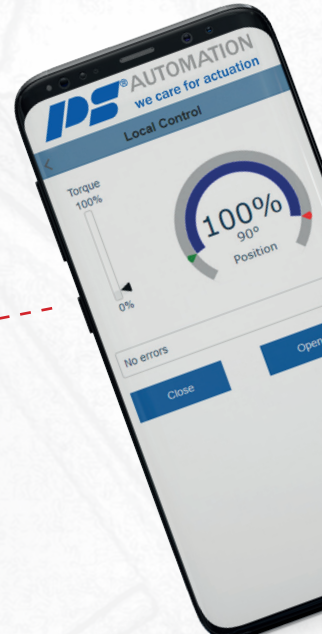 PS® AUTOMATION
we care for actuation
Local Control
Torque
100%
0%
100%
90°
Position
No errors
Close
Open